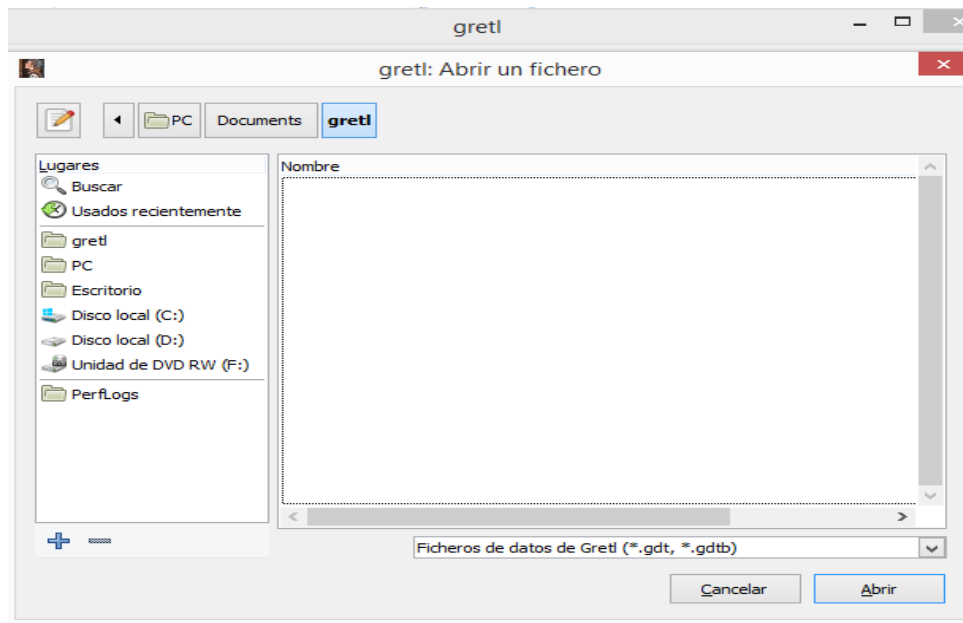 gretl
gretl: Abrir un fichero
PC Documents gretl
Lugares
Nombre
Buscar
Usados recientemente
gretl
PC
Escritorio
Disco local (C:)
Disco local (D:)
Unidad de DVD RW (F:)
PerfLogs
Ficheros de datos de Gretl (*.gdt, *.gdtb)
Cancelar Abrir